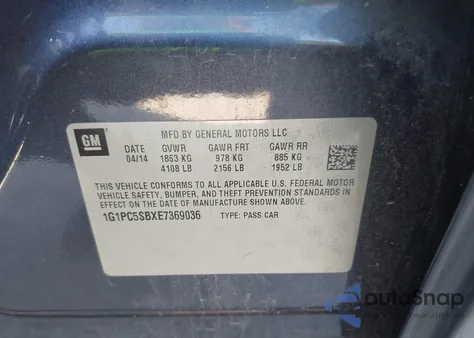 GM
MFD BY GENERAL MOTORS LLC
DATE GVWR GAWR FRT GAWR RR
04/14 1863 KG 978 KG 885 KG
4108 LB 2156 LB 1952 LB
THIS VEHICLE CONFORMS TO ALL APPLICABLE U.S. FEDERAL MOTOR
VEHICLE SAFETY, BUMPER, AND THEFT PREVENTION STANDARDS IN
EFFECT ON THE DATE OF MANUFACTURE SHOWN ABOVE.
1G1PC5SBXE7369036 TYPE: PASS CAR
autoSnap